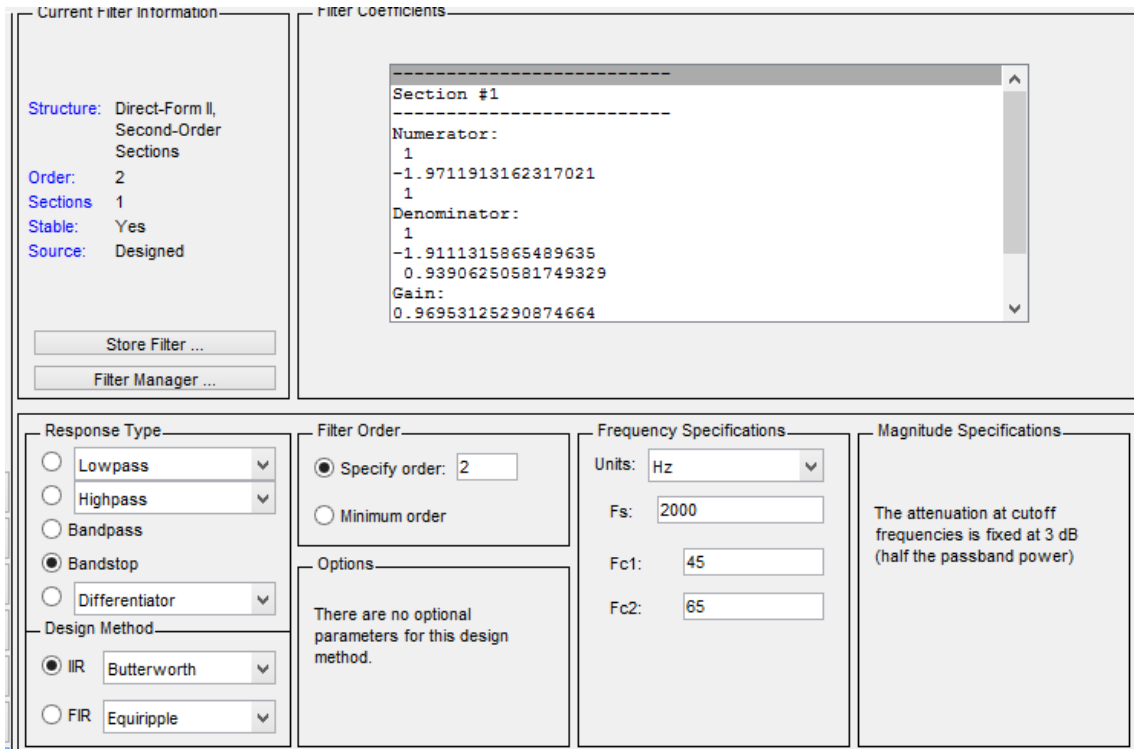 Current Filter Information
Structure: Direct-Form II,
Second-Order
Sections
Order: 2
Sections 1
Stable: Yes
Source: Designed
Store Filter ...
Filter Manager ...
Filter Coefficients
---------------------------
Section #1
---------------------------
Numerator:
1
-1.9711913162317021
1
Denominator:
1
-1.9111315865489635
0.93906250581749329
Gain:
0.96953125290874664
Response Type
Lowpass
Highpass
Bandpass
Bandstop
Differentiator
Design Method
IIR Butterworth
FIR Equiripple
Filter Order
Specify order: 2
Minimum order
Options
There are no optional
parameters for this design
method.
Frequency Specifications
Units: Hz
Fs: 2000
Fc1: 45
Fc2: 65
Magnitude Specifications
The attenuation at cutoff
frequencies is fixed at 3 dB
(half the passband power)